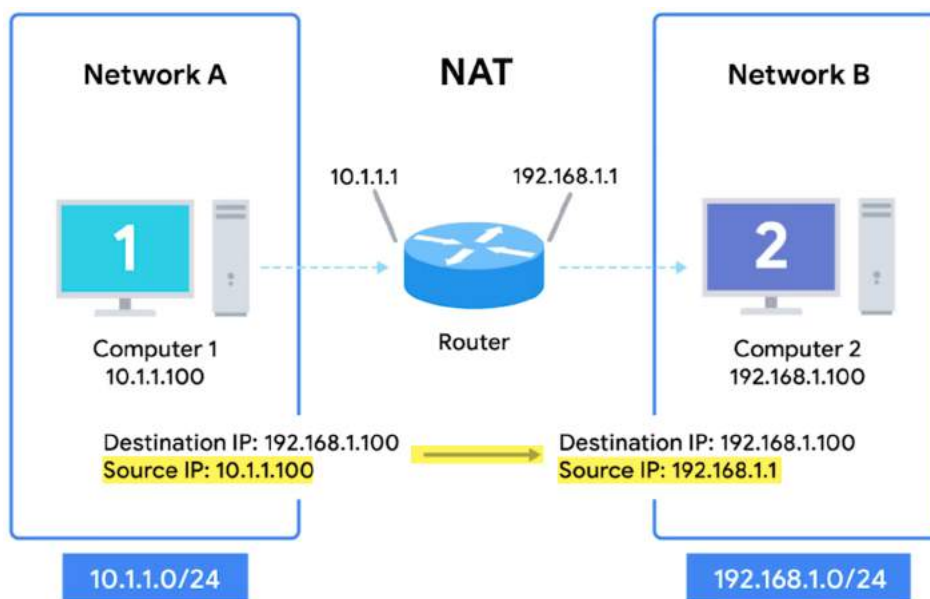 Network A
NAT
Network B
10.1.1.1
192.168.1.1
1
2
Router
Computer 1
10.1.1.100
Computer 2
192.168.1.100
Destination IP: 192.168.1.100
Source IP: 10.1.1.100
Destination IP: 192.168.1.100
Source IP: 192.168.1.1
10.1.1.0/24
192.168.1.0/24